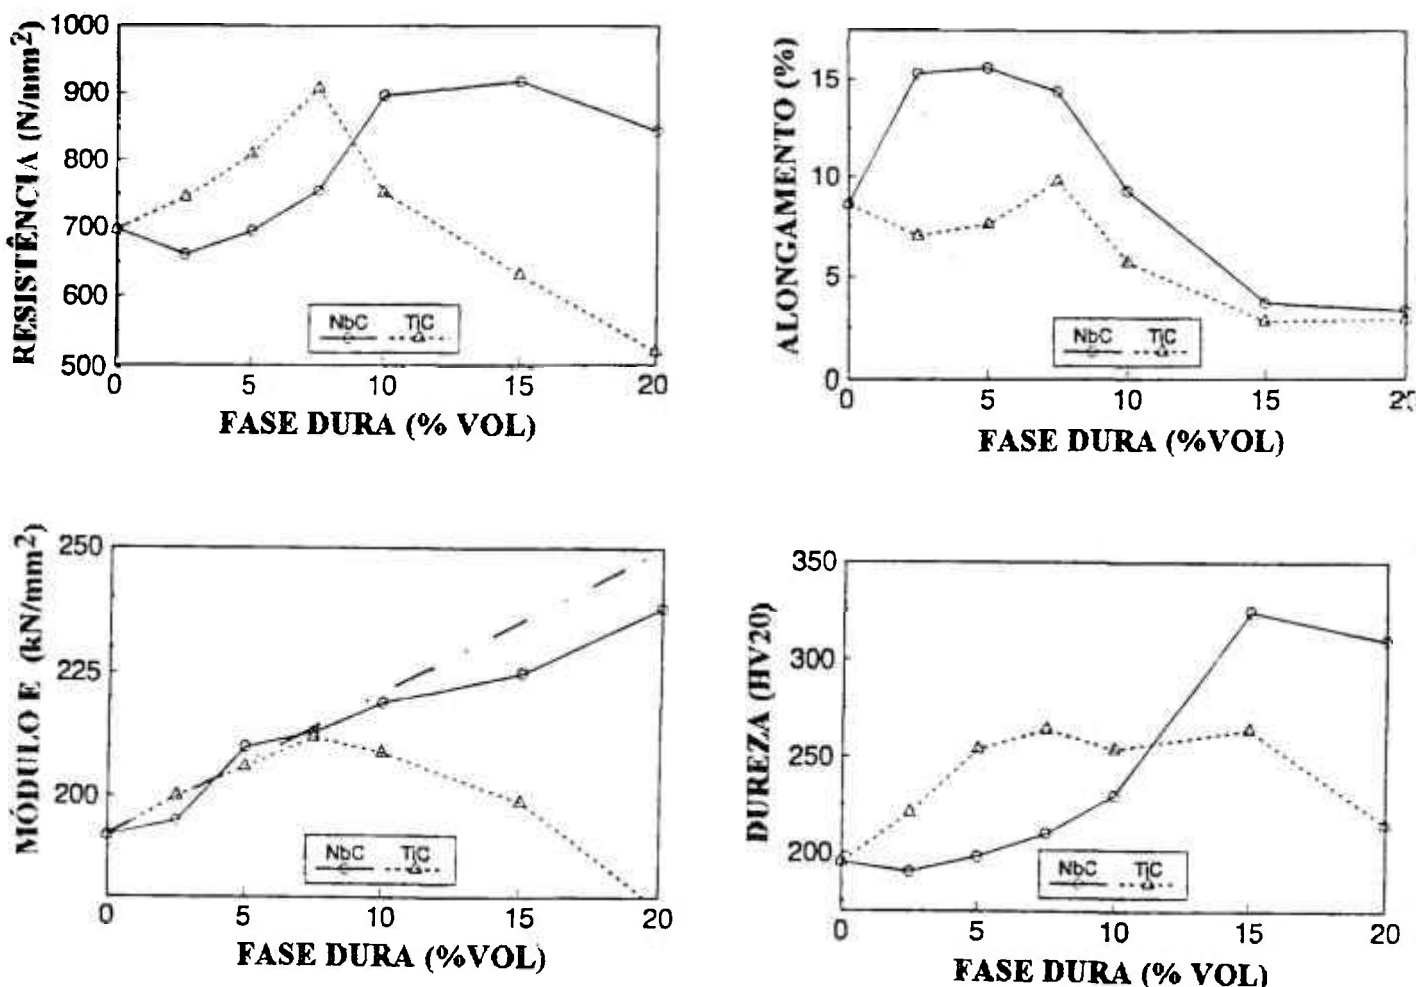 RESISTÊNCIA (N/mm²)
1000
900
800
700
600
500
NbC TiC
0 5 10 15 20
FASE DURA (% VOL)
ALONGAMENTO (%)
15
10
5
0
NbC TiC
0 5 10 15
FASE DURA (%VOL)
MÓDULO E (kN/mm²)
250
225
200
NbC TiC
0 5 10 15 20
FASE DURA (%VOL)
DUREZA (HV20)
350
300
250
200
NbC TiC
0 5 10 15 20
FASE DURA (% VOL)